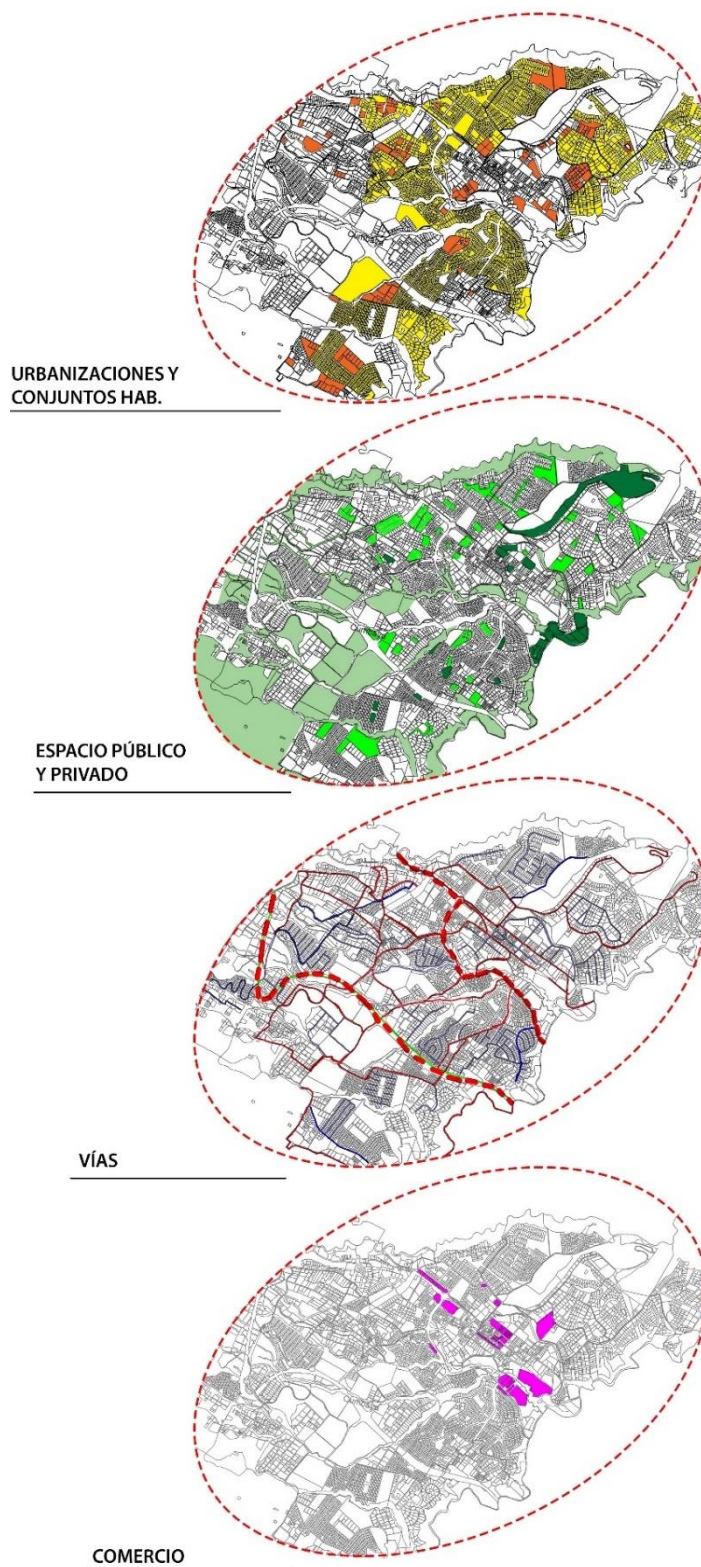 URBANIZACIONES Y
CONJUNTOS HAB.
ESPACIO PÚBLICO
Y PRIVADO
VÍAS
COMERCIO